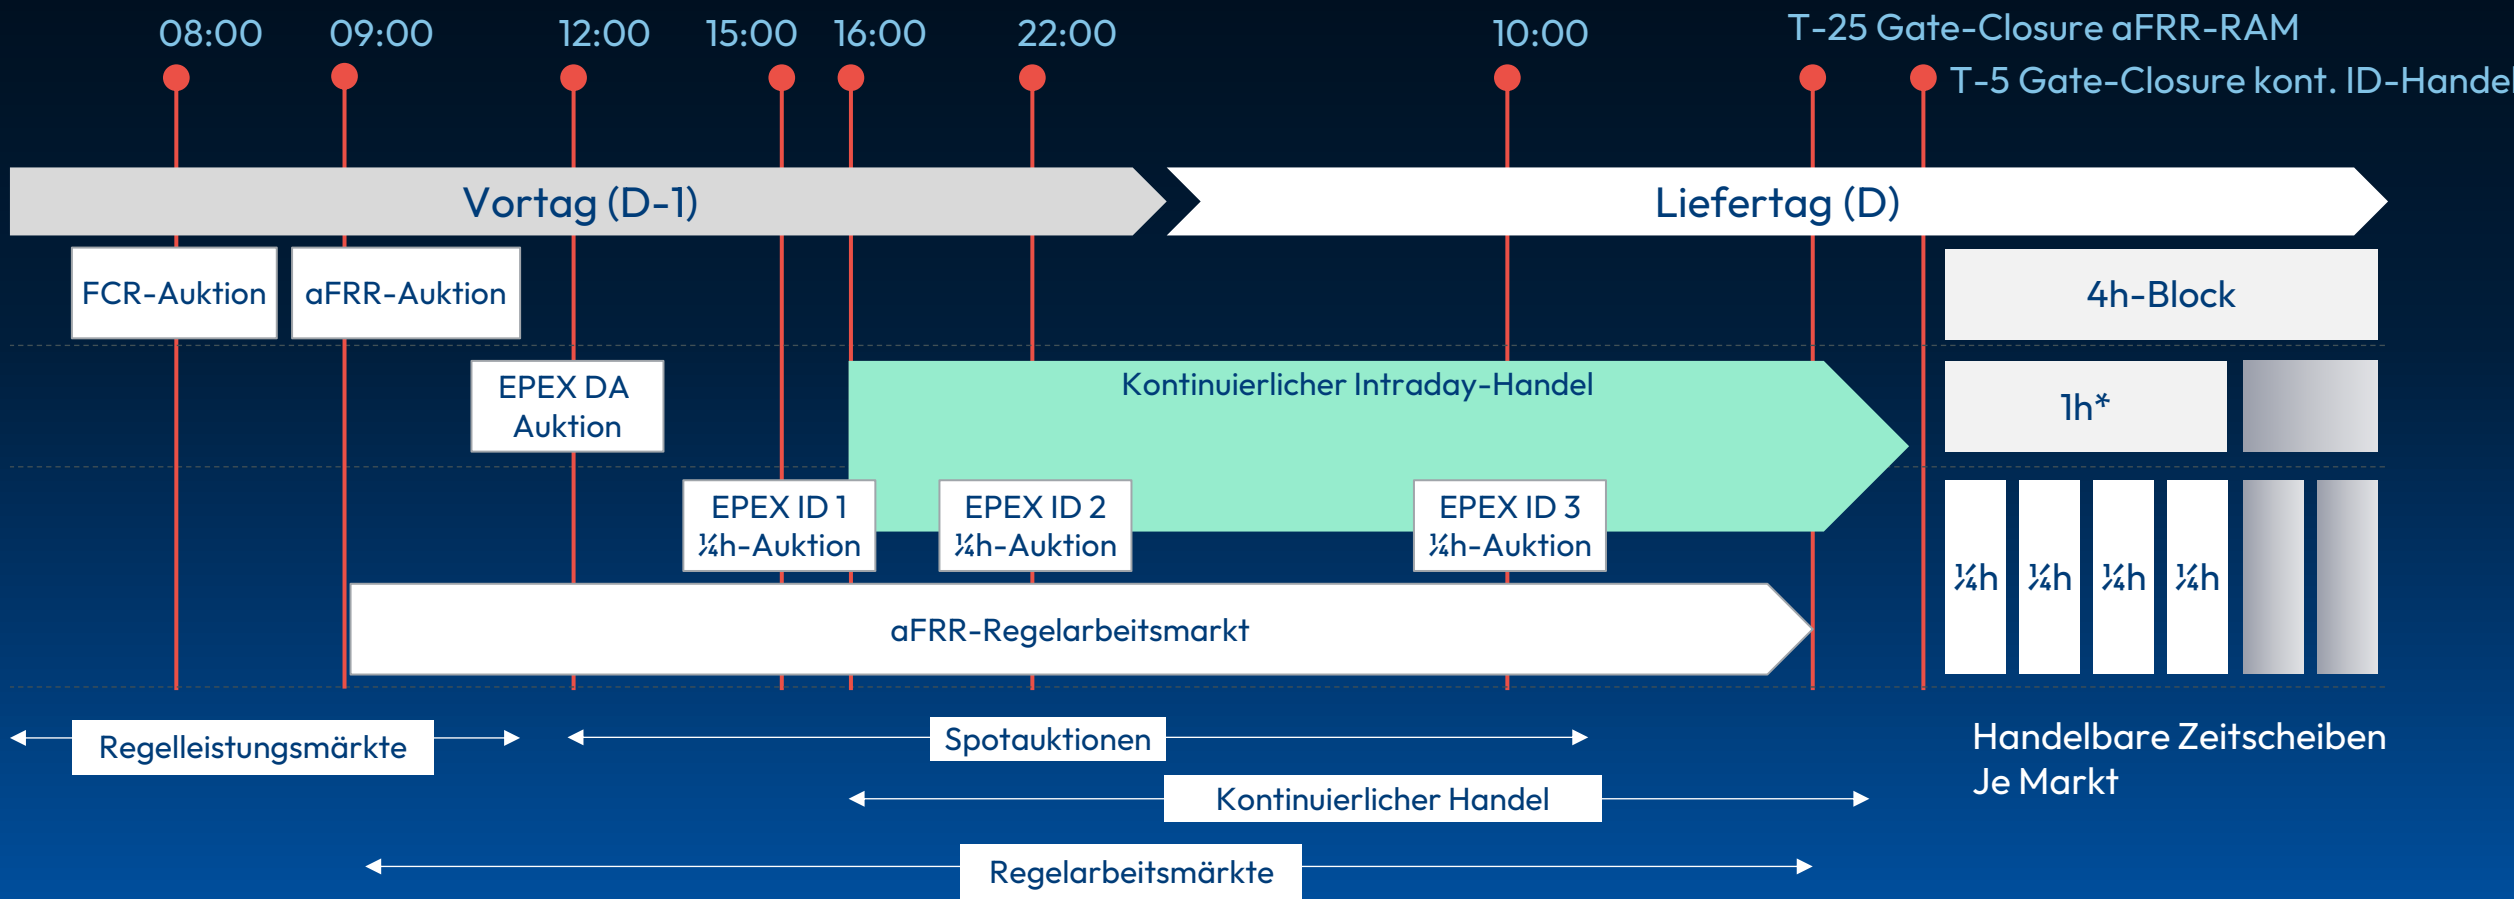 08:00
09:00
12:00
15:00
16:00
22:00
10:00
T-25 Gate-Closure aFRR-RAM
T-5 Gate-Closure kont. ID-Handel
Vortag (D-1)
Liefertag (D)
FCR-Auktion
aFRR-Auktion
4h-Block
EPEX DA
Auktion
Kontinuierlicher Intraday-Handel
1h*
EPEX ID 1
¼h-Auktion
EPEX ID 2
¼h-Auktion
EPEX ID 3
¼h-Auktion
¼h
¼h
¼h
¼h
aFRR-Regelarbeitsmarkt
Regelleistungsmärkte
Spotauktionen
Handelbare Zeitscheiben
Je Markt
Kontinuierlicher Handel
Regelarbeitsmärkte